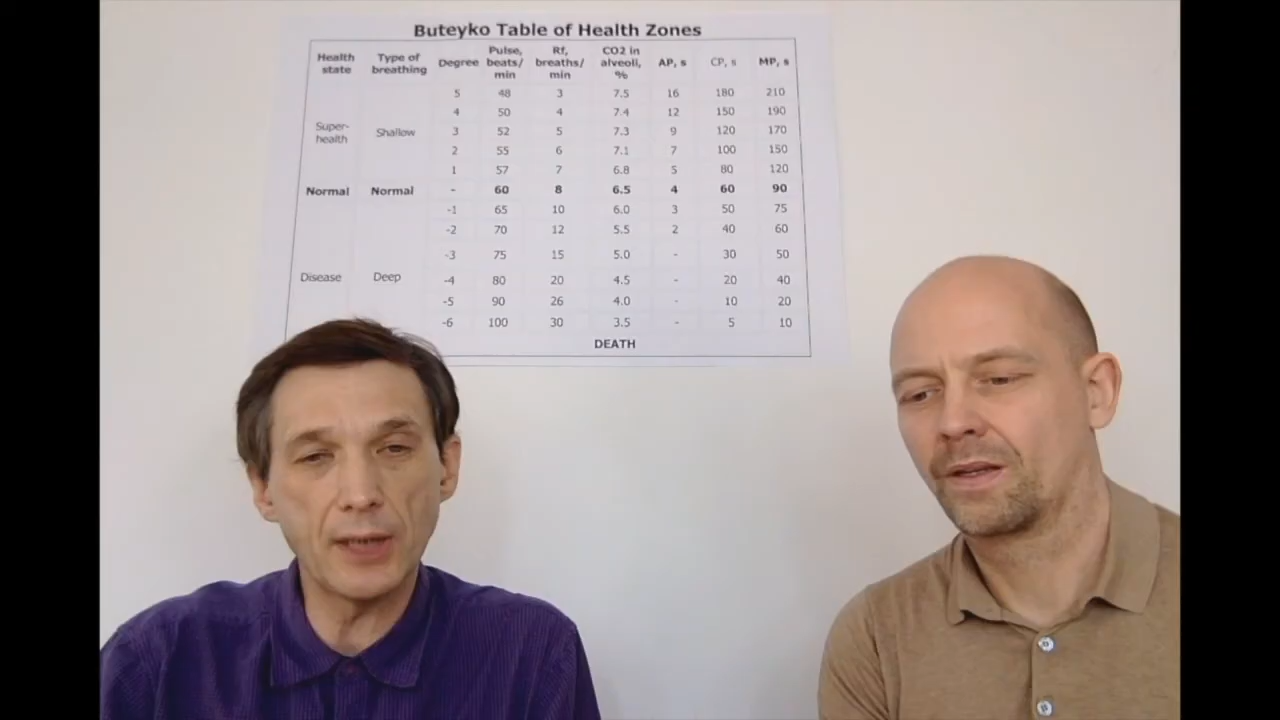 Buteyko Table of Health Zones
Health state Type of breathing Degree Pulse, beats/min Rf, breaths/min CO2 in alveoli, % AP, s CP, s MP, s
5 48 3 7.5 16 180 210
4 50 4 7.4 12 150 190
Super-health Shallow 3 52 5 7.3 9 120 170
2 55 6 7.1 7 100 150
1 57 7 6.8 5 80 120
Normal Normal - 60 8 6.5 4 60 90
-1 65 10 6.0 3 50 75
-2 70 12 5.5 2 40 60
-3 75 15 5.0 - 30 50
Disease Deep -4 80 20 4.5 - 20 40
-5 90 26 4.0 - 10 20
-6 100 30 3.5 - 5 10
DEATH